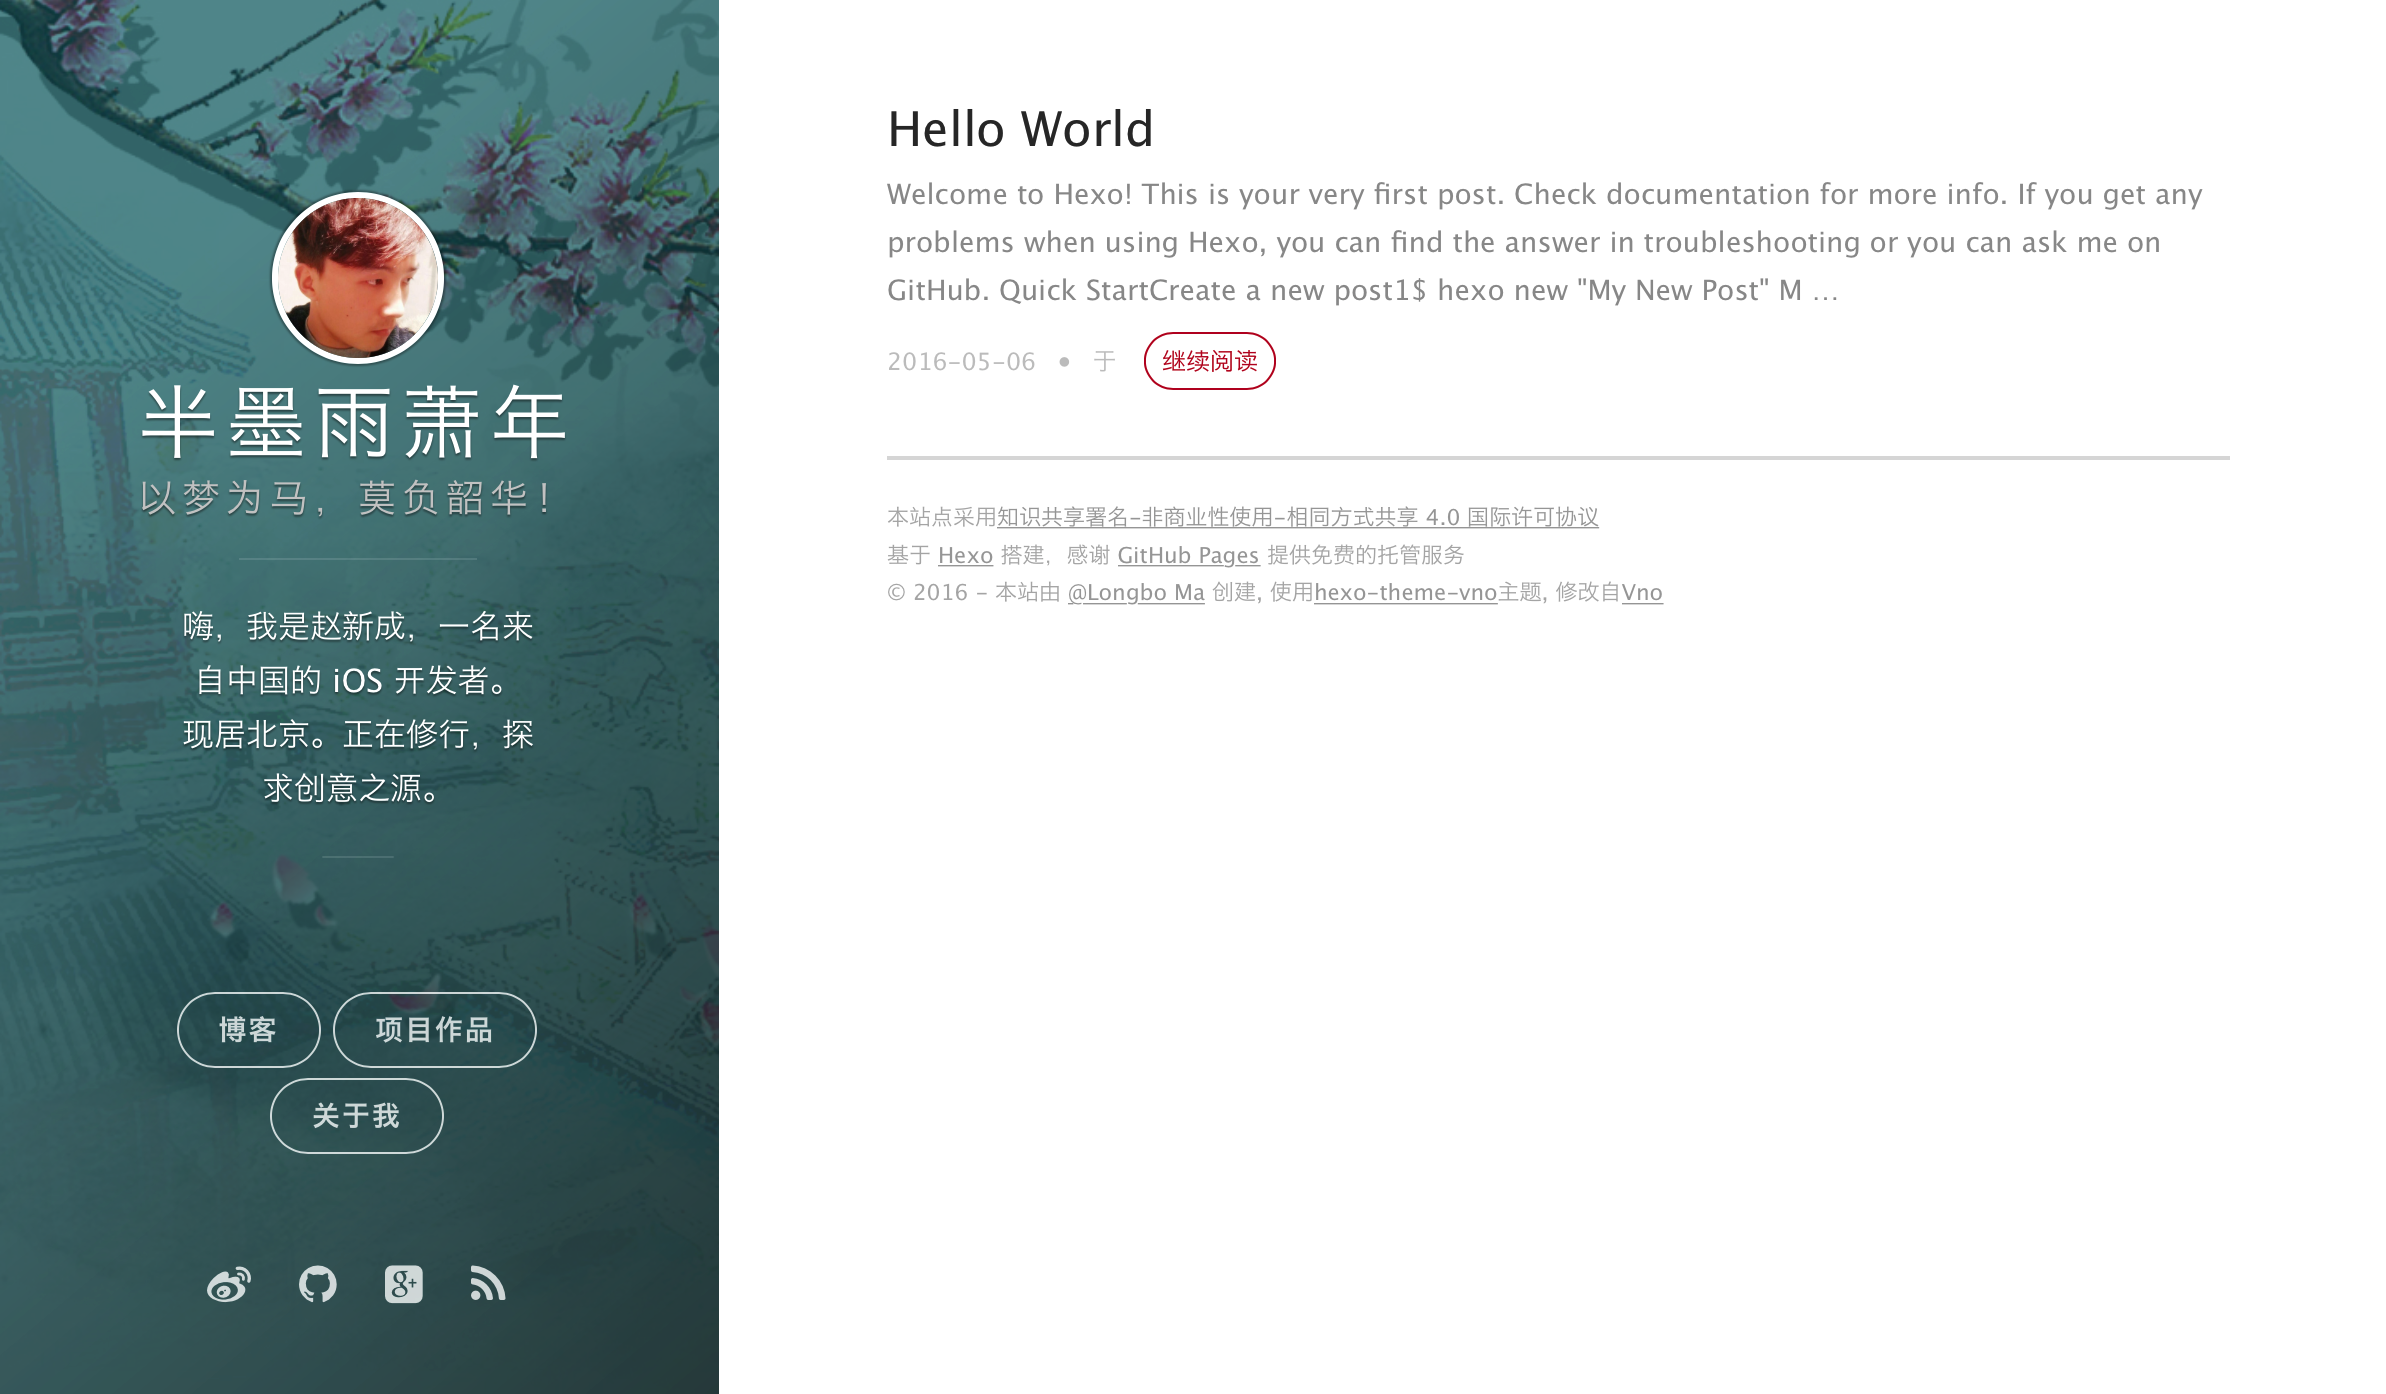 半墨雨萧年
以梦为马，莫负韶华！
嗨，我是赵新成，一名来
自中国的 iOS 开发者。
现居北京。正在修行，探
求创意之源。
博客
项目作品
关于我
Hello World
Welcome to Hexo! This is your very first post. Check documentation for more info. If you get any
problems when using Hexo, you can find the answer in troubleshooting or you can ask me on
GitHub. Quick StartCreate a new post1$ hexo new "My New Post" M ...
2016-05-06 • 于 继续阅读
本站点采用知识共享署名-非商业性使用-相同方式共享 4.0 国际许可协议
基于 Hexo 搭建，感谢 GitHub Pages 提供免费的托管服务
© 2016 - 本站由 @Longbo Ma 创建, 使用hexo-theme-vno主题, 修改自Vno